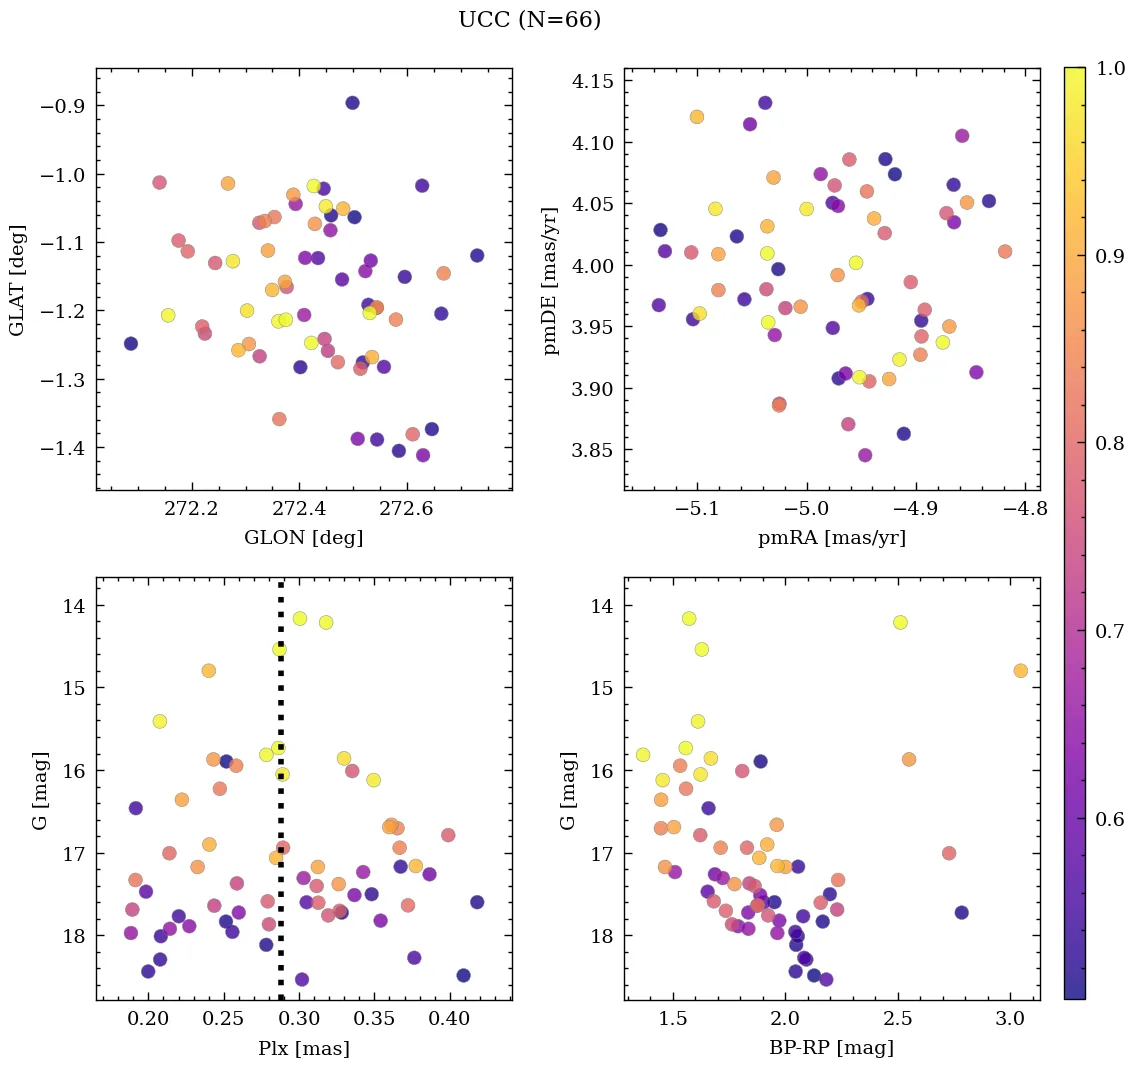 UCC (N=66)
−0.9
−1.0
−1.1
−1.2
−1.3
−1.4
GLAT [deg]
272.2 272.4 272.6
GLON [deg]
4.15
4.10
4.05
4.00
3.95
3.90
3.85
pmDE [mas/yr]
−5.1 −5.0 −4.9 −4.8
pmRA [mas/yr]
14
15
16
17
18
G [mag]
0.20 0.25 0.30 0.35 0.40
Plx [mas]
14
15
16
17
18
G [mag]
1.5 2.0 2.5 3.0
BP-RP [mag]
1.0
0.9
0.8
0.7
0.6